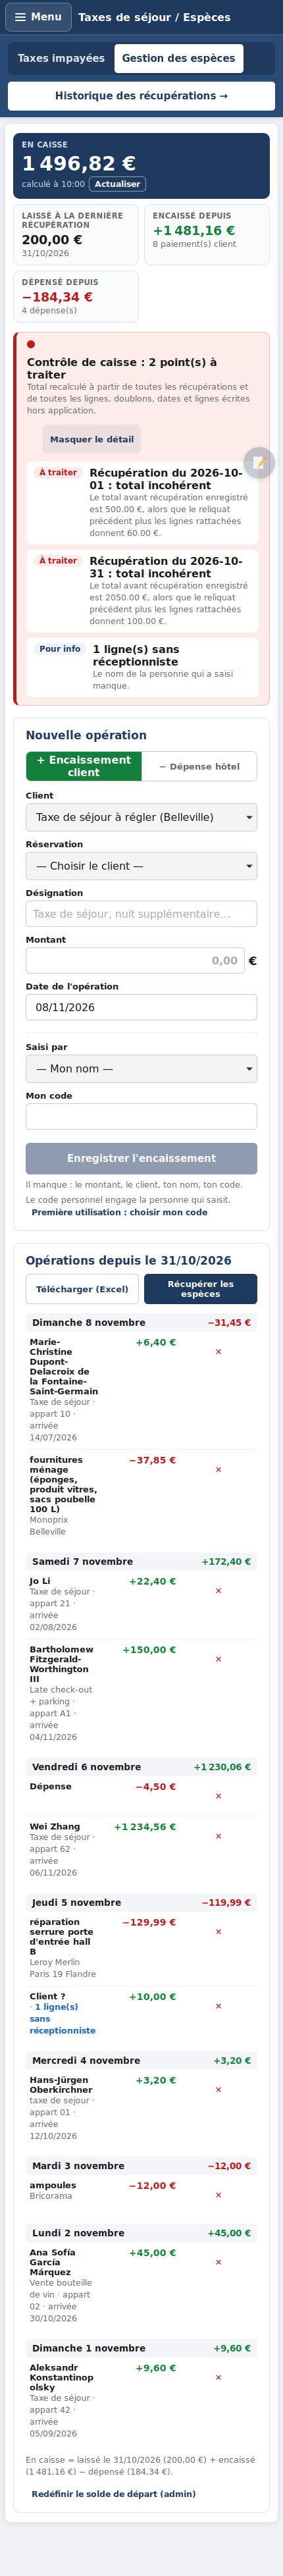 Menu
Taxes de séjour / Espèces
Taxes impayées
Gestion des espèces
Historique des récupérations →
EN CAISSE
1 496,82 €
calculé à 10:00
Actualiser
LAISSÉ À LA DERNIÈRE
RÉCUPÉRATION
200,00 €
31/10/2026
ENCAISSÉ DEPUIS
+1 481,16 €
8 paiement(s) client
DÉPENSÉ DEPUIS
−184,34 €
4 dépense(s)
Contrôle de caisse : 2 point(s) à
traiter
Total recalculé à partir de toutes les récupérations et
de toutes les lignes, doublons, dates et lignes écrites
hors application.
Masquer le détail
À traiter
Récupération du 2026-10-
01 : total incohérent
Le total avant récupération enregistré
est 500.00 €, alors que le reliquat
précédent plus les lignes rattachées
donnent 60.00 €.
À traiter
Récupération du 2026-10-
31 : total incohérent
Le total avant récupération enregistré
est 2050.00 €, alors que le reliquat
précédent plus les lignes rattachées
donnent 100.00 €.
Pour info
1 ligne(s) sans
réceptionniste
Le nom de la personne qui a saisi
manque.
Nouvelle opération
+ Encaissement
client
− Dépense hôtel
Client
Taxe de séjour à régler (Belleville)
Réservation
— Choisir le client —
Désignation
Taxe de séjour, nuit supplémentaire…
Montant
0,00 €
Date de l'opération
08/11/2026
Saisi par
— Mon nom —
Mon code
Enregistrer l'encaissement
Il manque : le montant, le client, ton nom, ton code.
Le code personnel engage la personne qui saisit.
Première utilisation : choisir mon code
Opérations depuis le 31/10/2026
Télécharger (Excel)
Récupérer les
espèces
Dimanche 8 novembre −31,45 €
Marie-
Christine
Dupont-
Delacroix de
la Fontaine-
Saint-Germain
+6,40 €
✕
Taxe de séjour ·
appart 10 ·
arrivée
14/07/2026
fournitures
ménage
(éponges,
produit vitres,
sacs poubelle
100 L)
−37,85 €
✕
Monoprix
Belleville
Samedi 7 novembre +172,40 €
Jo Li
+22,40 €
✕
Taxe de séjour ·
appart 21 ·
arrivée
02/08/2026
Bartholomew
Fitzgerald-
Worthington
III
+150,00 €
✕
Late check-out
+ parking ·
appart A1 ·
arrivée
04/11/2026
Vendredi 6 novembre +1 230,06 €
Dépense
−4,50 €
✕
Wei Zhang
+1 234,56 €
✕
Taxe de séjour ·
appart 62 ·
arrivée
06/11/2026
Jeudi 5 novembre −119,99 €
réparation
serrure porte
d'entrée hall
B
−129,99 €
✕
Leroy Merlin
Paris 19 Flandre
Client ?
+10,00 €
✕
· 1 ligne(s)
sans
réceptionniste
Mercredi 4 novembre +3,20 €
Hans-Jürgen
Oberkirchner
+3,20 €
✕
taxe de sejour ·
appart 01 ·
arrivée
12/10/2026
Mardi 3 novembre −12,00 €
ampoules
−12,00 €
✕
Bricorama
Lundi 2 novembre +45,00 €
Ana Sofía
García
Márquez
+45,00 €
✕
Vente bouteille
de vin · appart
02 · arrivée
30/10/2026
Dimanche 1 novembre +9,60 €
Aleksandr
Konstantinop
olsky
+9,60 €
✕
Taxe de séjour ·
appart 42 ·
arrivée
05/09/2026
En caisse = laissé le 31/10/2026 (200,00 €) + encaissé
(1 481,16 €) − dépensé (184,34 €).
Redéfinir le solde de départ (admin)